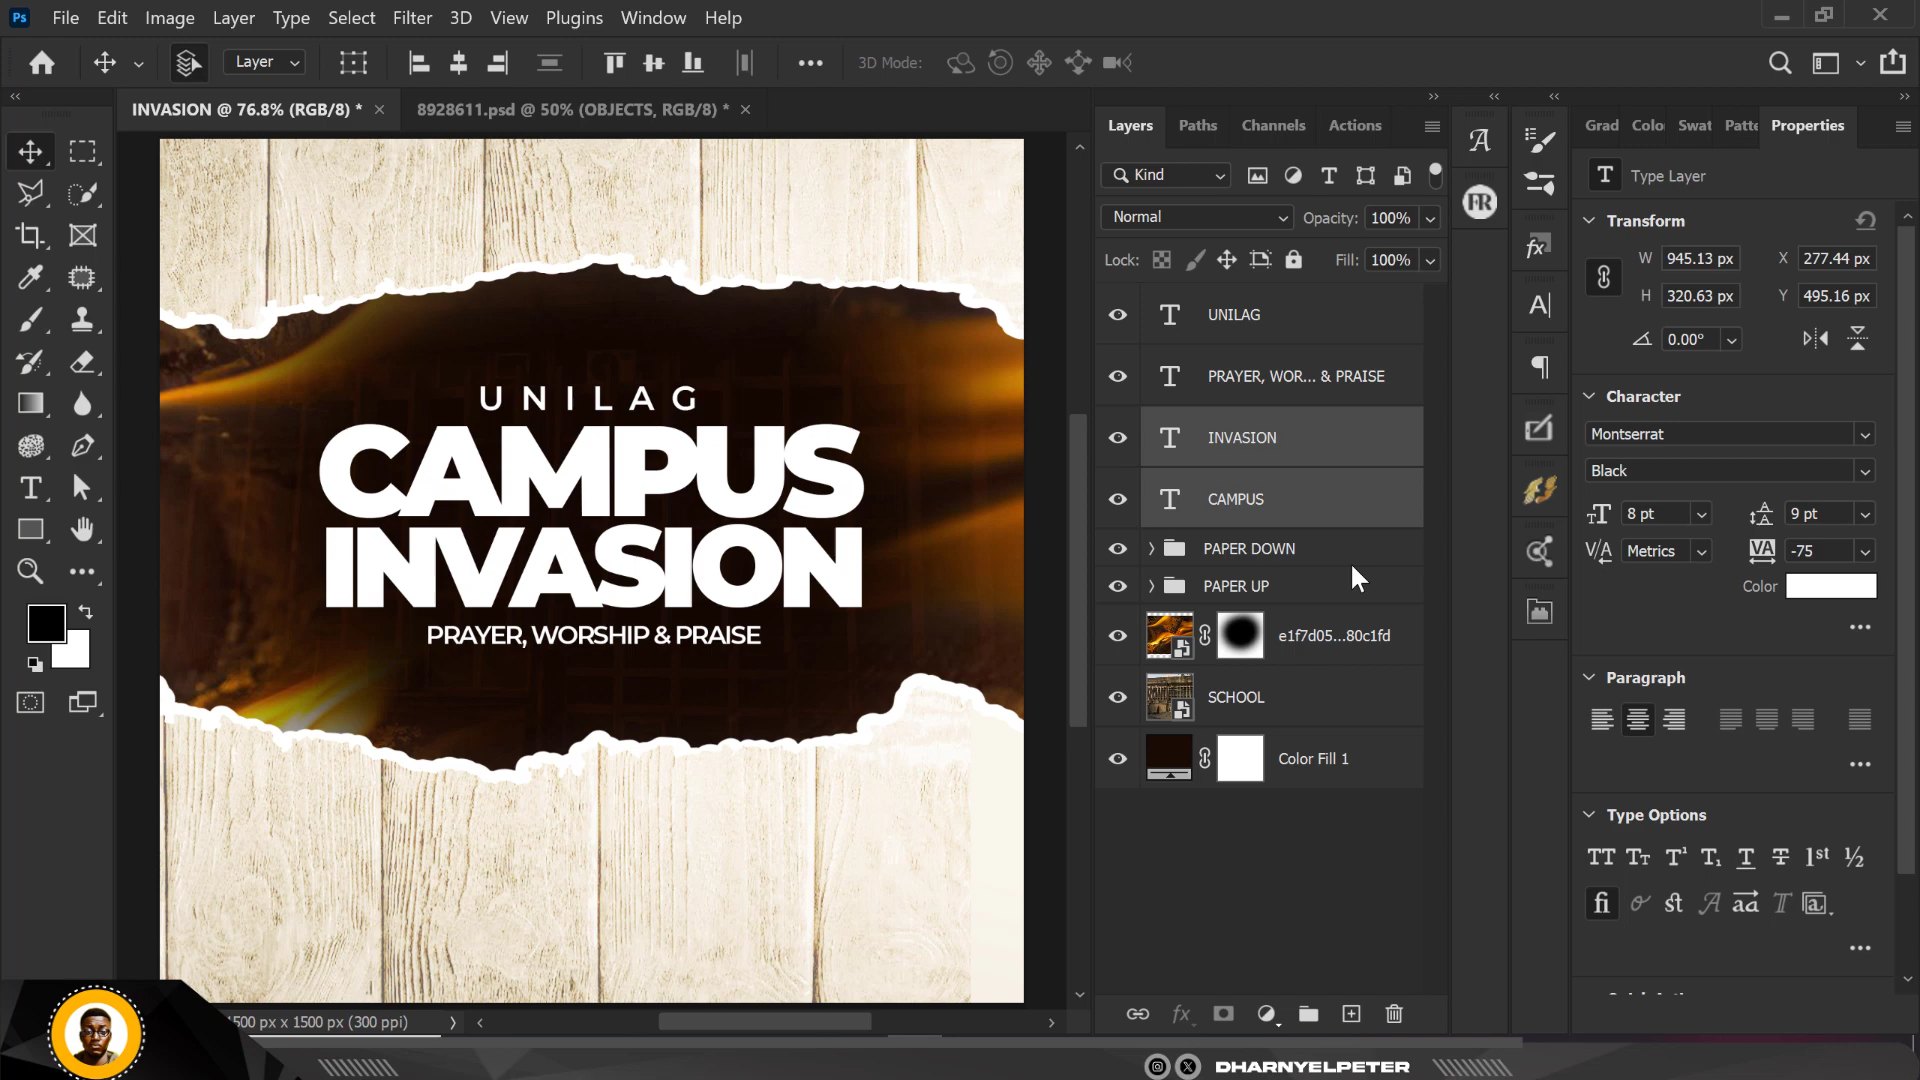 Ps File Edit Image Layer Type Select Filter 3D View Plugins Window Help
Layer 3D Mode:
INVASION @ 76.8% (RGB/8) * 8928611.psd @ 50% (OBJECTS, RGB/8) *
UNILAG
CAMPUS
INVASION
PRAYER, WORSHIP & PRAISE
1500 px x 1500 px (300 ppi)
Layers Paths Channels Actions
Kind
Normal Opacity: 100%
Lock: Fill: 100%
UNILAG
PRAYER, WOR... & PRAISE
INVASION
CAMPUS
PAPER DOWN
PAPER UP
e1f7d05...80c1fd
SCHOOL
Color Fill 1
FR
Grad Colo Swat Patte Properties
Type Layer
Transform
W 945.13 px X 277.44 px
H 320.63 px Y 495.16 px
0.00°
Character
Montserrat
Black
8 pt 9 pt
Metrics -75
Color
Paragraph
Type Options
DHARNYELPETER